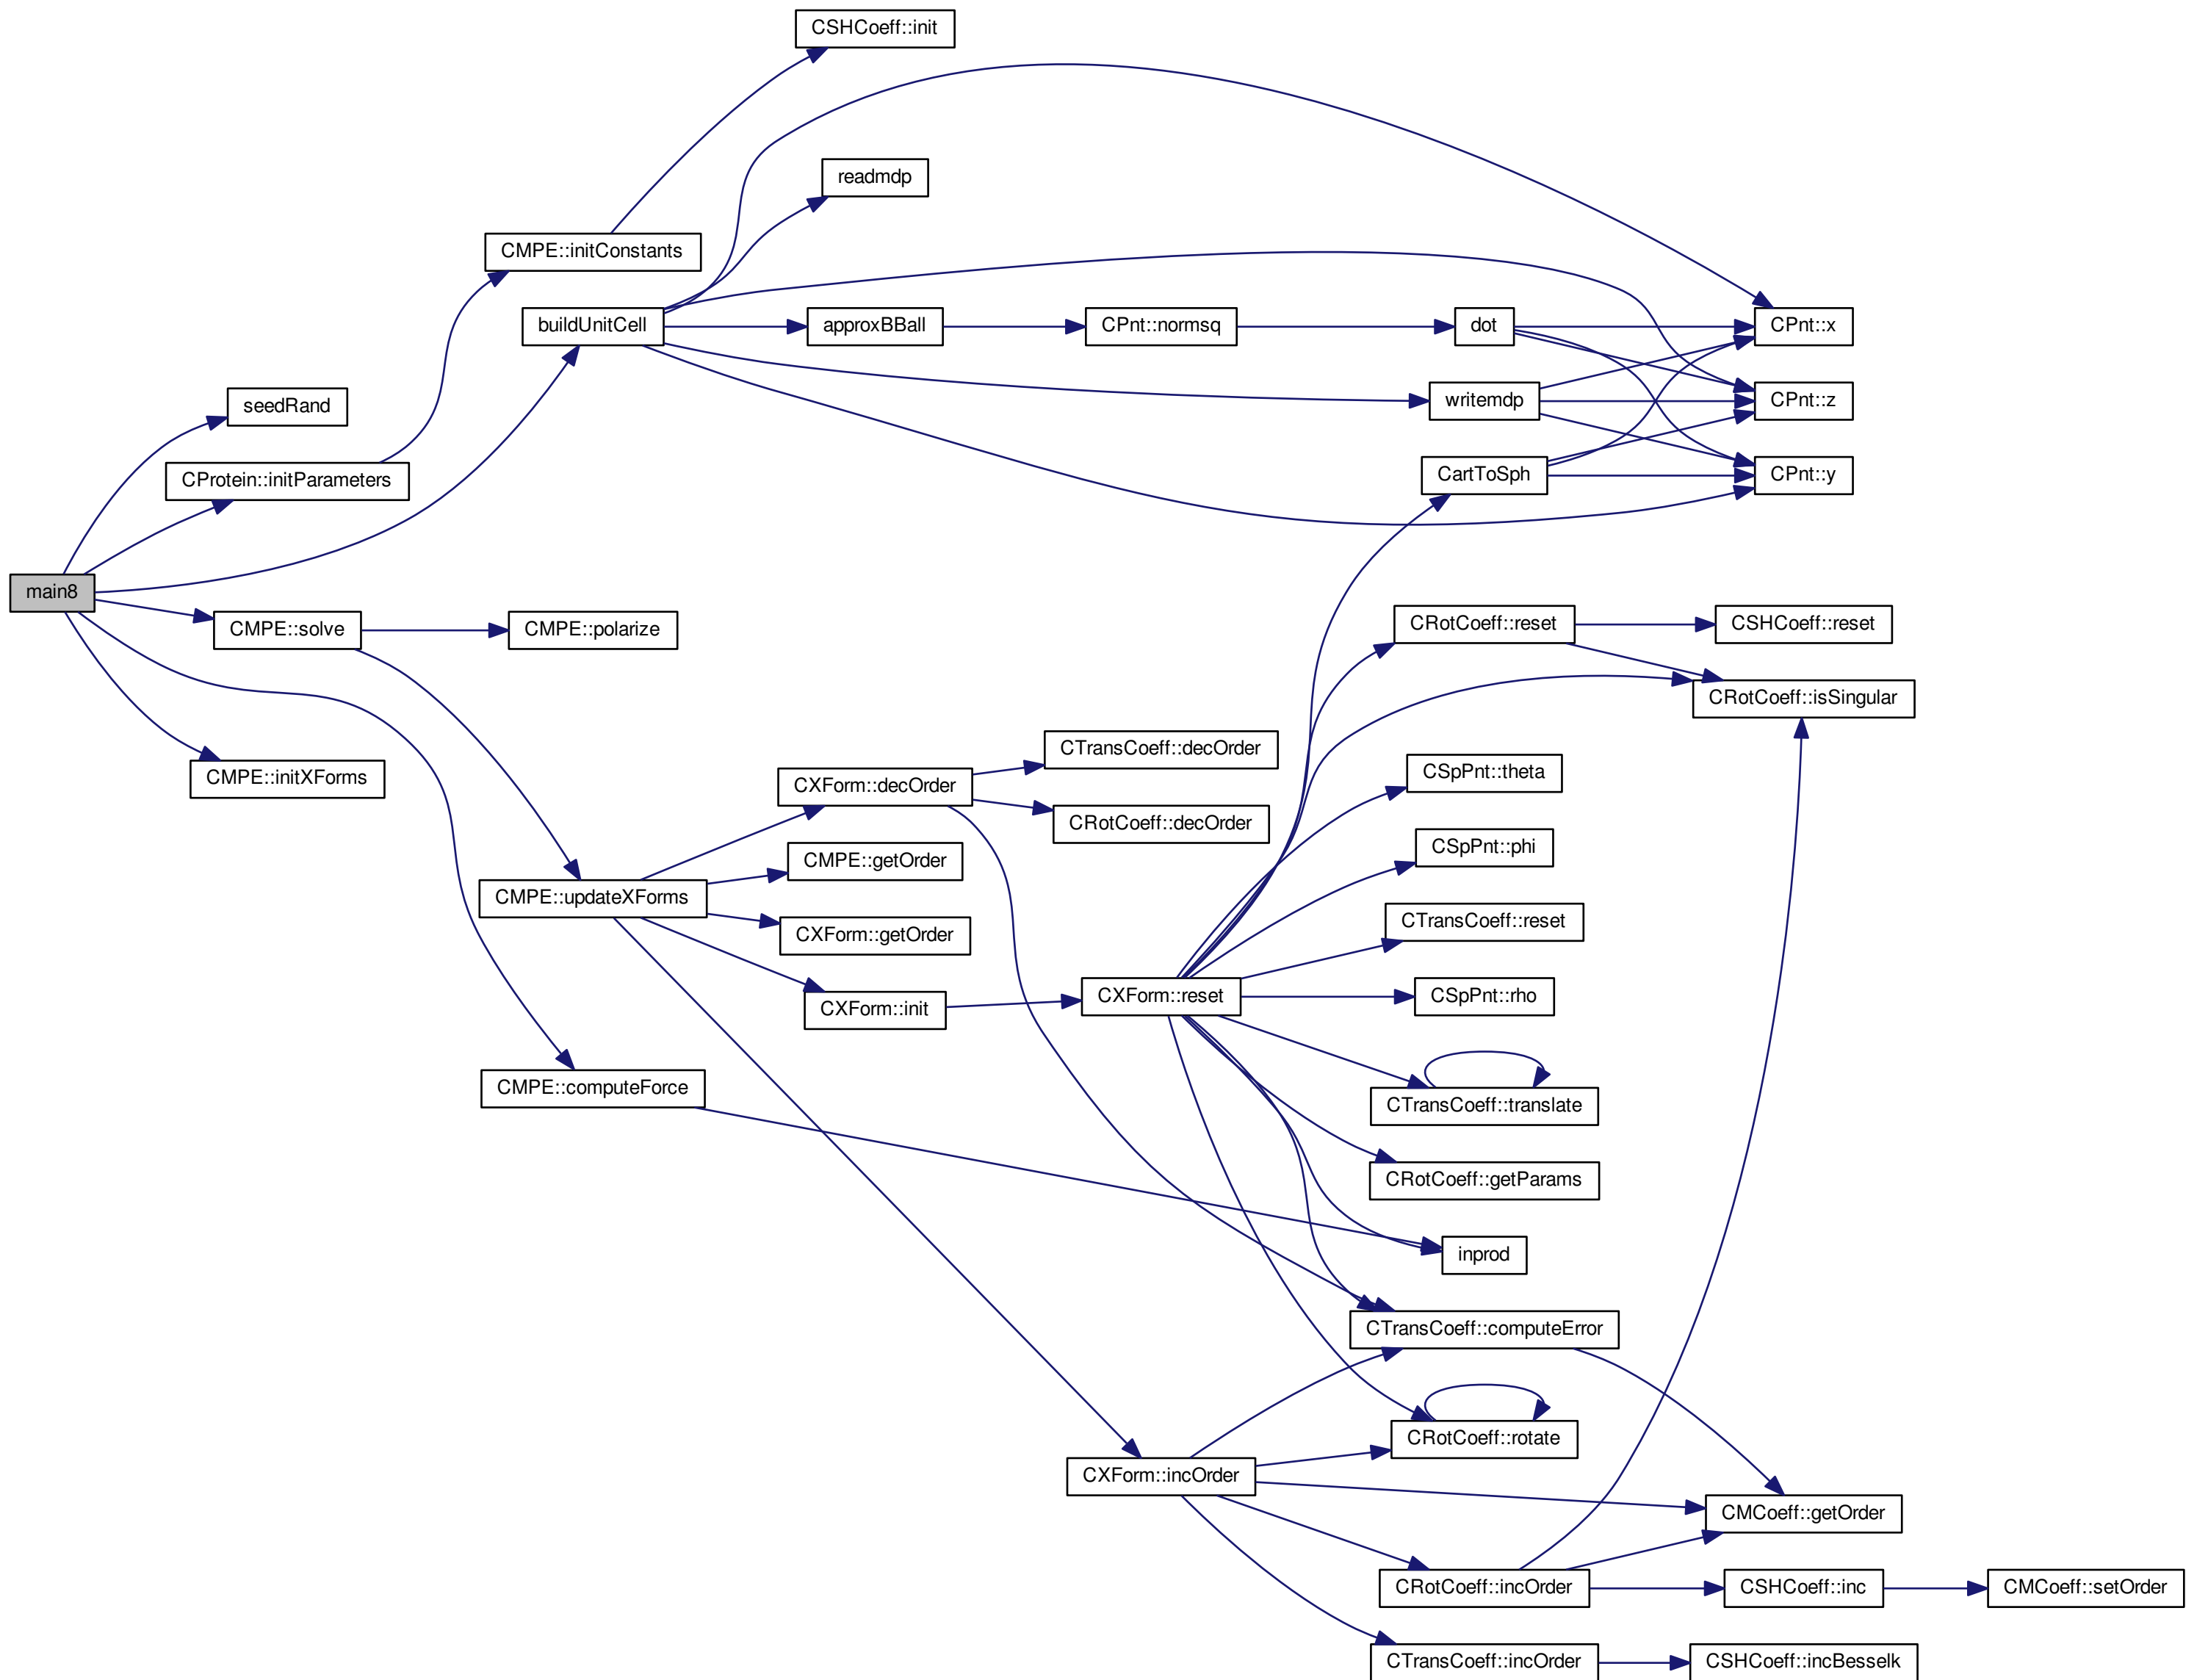 CSHCoeff::init
readmdp
CMPE::initConstants
buildUnitCell
approxBBall
CPnt::normsq
dot
CPnt::x
seedRand
writemdp
CPnt::z
CProtein::initParameters
CartToSph
CPnt::y
main8
CMPE::solve
CMPE::polarize
CRotCoeff::reset
CSHCoeff::reset
CRotCoeff::isSingular
CMPE::initXForms
CTransCoeff::decOrder
CXForm::decOrder
CSpPnt::theta
CRotCoeff::decOrder
CMPE::getOrder
CSpPnt::phi
CMPE::updateXForms
CXForm::getOrder
CTransCoeff::reset
CXForm::init
CXForm::reset
CSpPnt::rho
CMPE::computeForce
CTransCoeff::translate
CRotCoeff::getParams
inprod
CTransCoeff::computeError
CRotCoeff::rotate
CXForm::incOrder
CMCoeff::getOrder
CRotCoeff::incOrder
CSHCoeff::inc
CMCoeff::setOrder
CTransCoeff::incOrder
CSHCoeff::incBesselk